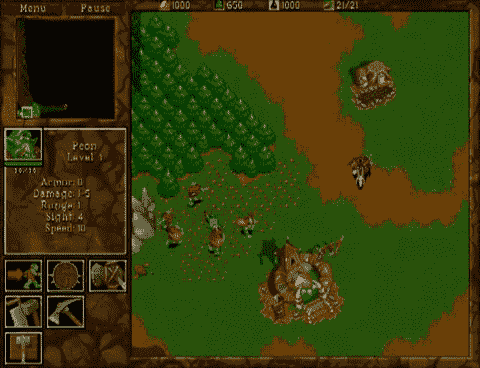 Menu Pause 1000 650 1000 21/21
Peon
Level 1
Armor: 0
Damage: 1-5
Range: 1
Sight: 4
Speed: 10